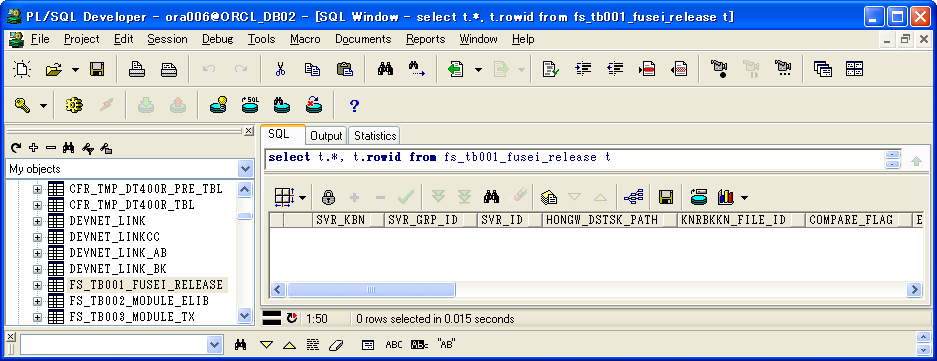 PL/SQL Developer - ora006@ORCL_DB02 - [SQL Window - select t.*, t.rowid from fs_tb001_fusei_release t]
File Project Edit Session Debug Tools Macro Documents Reports Window Help
SQL
?
SQL Output Statistics
select t.*, t.rowid from fs_tb001_fusei_release t
My objects
CFR_TMP_DT400R_PRE_TBL
CFR_TMP_DT400R_TBL
DEVNET_LINK
DEVNET_LINKCC
DEVNET_LINK_AB
DEVNET_LINK_BK
FS_TB001_FUSEI_RELEASE
FS_TB002_MODULE_ELIB
FS_TB003_MODULE_TX
SVR_KBN SVR_GRP_ID SVR_ID HONGW_DSTSK_PATH KNRBKKN_FILE_ID COMPARE_FLAG E
1:50 0 rows selected in 0.015 seconds
ABC "AB"